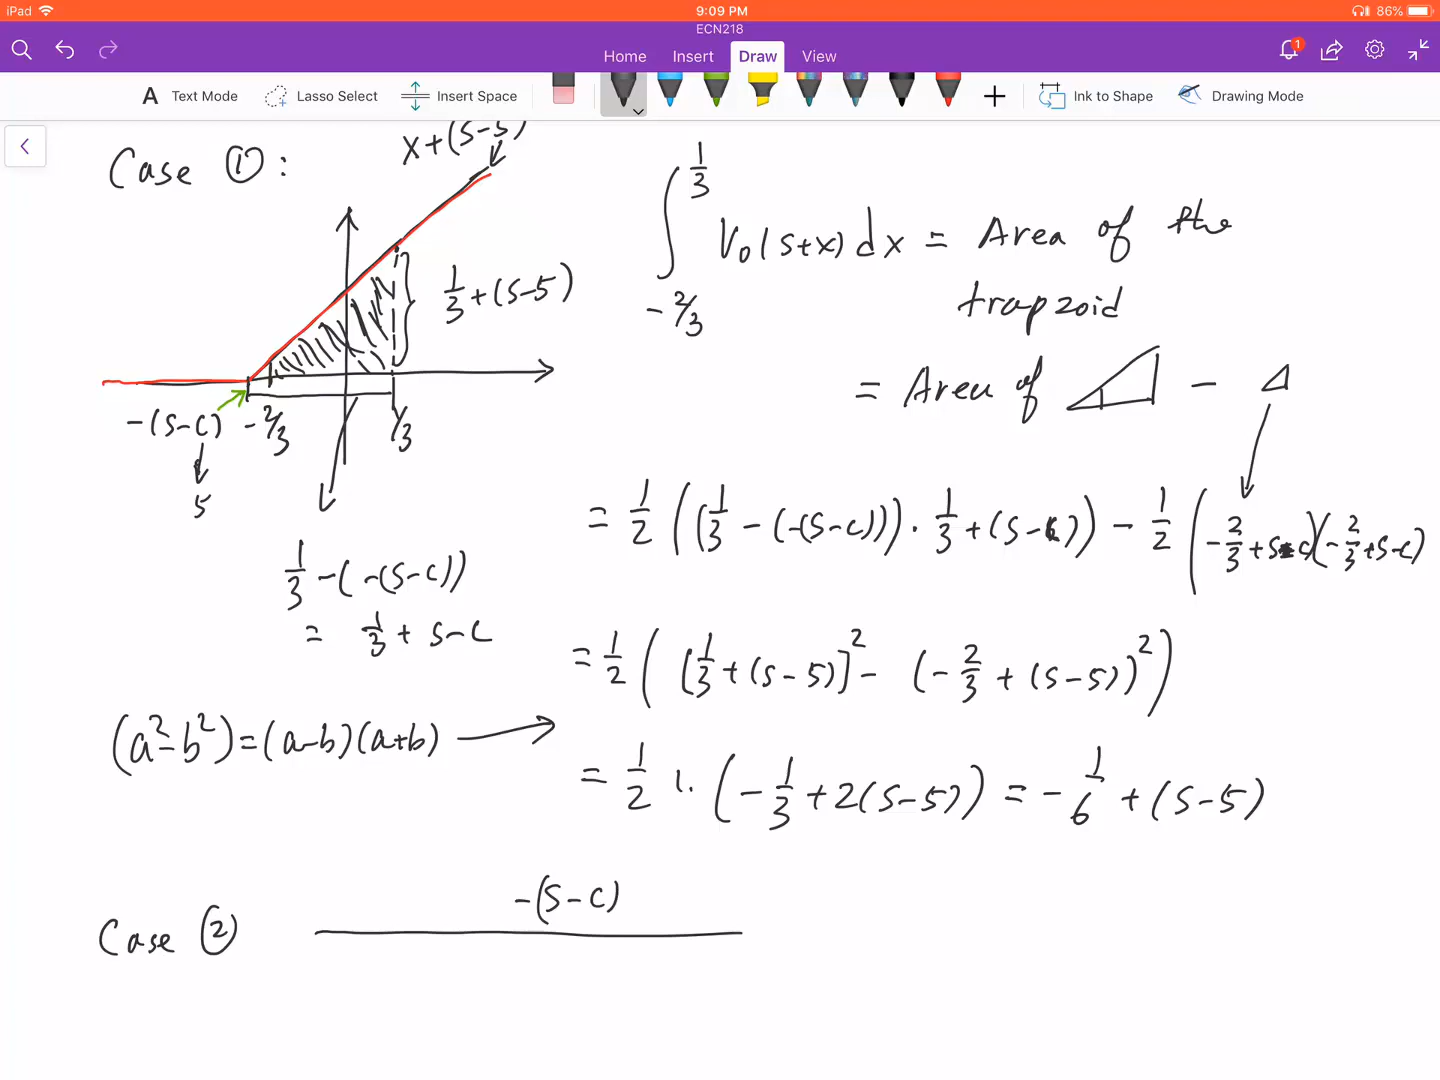 iPad 9:09 PM 86%
ECN218
Home Insert Draw View 1
A Text Mode Lasso Select Insert Space + Ink to Shape Drawing Mode
Case ①:
x+(s-5)
1/3+(s-5)
-(s-c) -2/3 1/3
5
∫_{-2/3}^{1/3} V₀(s+x)dx = Area of the
trapzoid
= Area of -
= 1/2 ((1/3 -(-(s-c))) · 1/3 +(s-c)) - 1/2 (-2/3+s-c)(-2/3+s-c)
1/3 -(-(s-c))
= 1/3 + s-c
= 1/2 ( [1/3+(s-5)]² - (-2/3 + (s-5))² )
(a²-b²)=(a-b)(a+b)
= 1/2 1. (-1/3+2(s-5)) = -1/6 +(s-5)
Case ②
-(s-c)